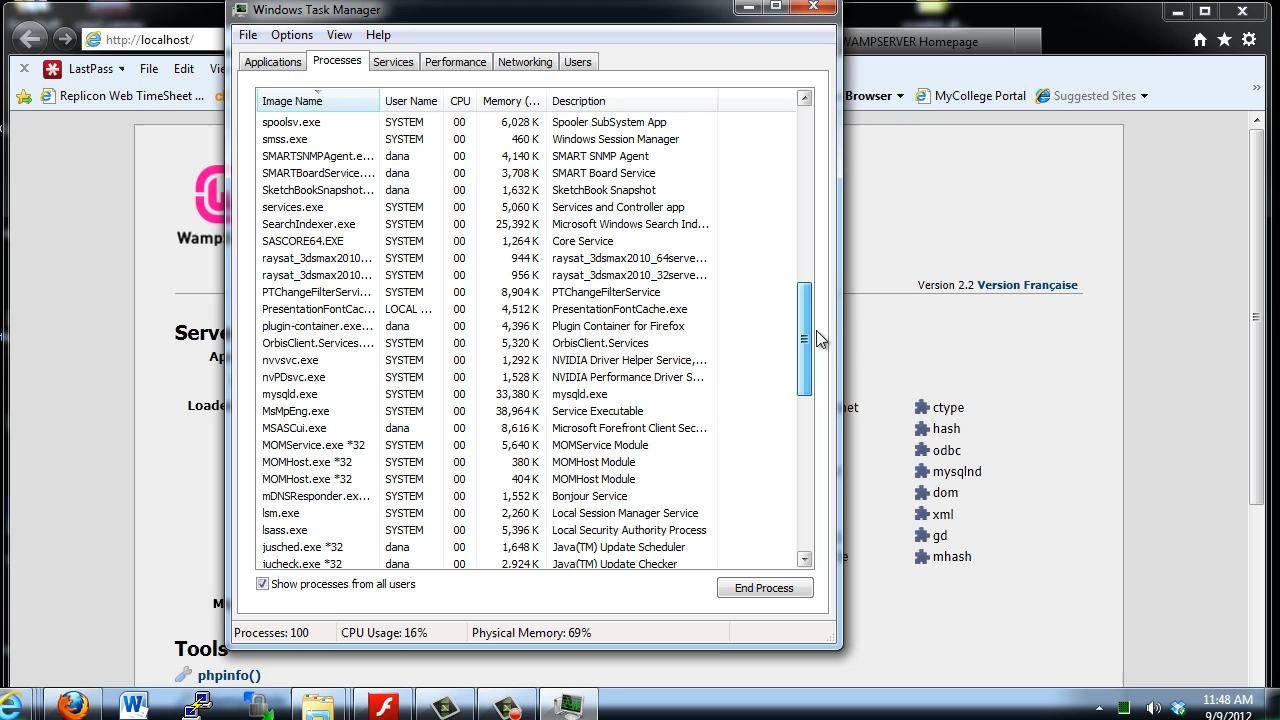 Windows Task Manager
File Options View Help
http://localhost/
WAMPSERVER Homepage
LastPass File Edit
Replicon Web TimeSheet ...
Browser MyCollege Portal Suggested Sites
Applications Processes Services Performance Networking Users
Image Name User Name CPU Memory (... Description
spoolsv.exe SYSTEM 00 6,028 K Spooler SubSystem App
smss.exe SYSTEM 00 460 K Windows Session Manager
SMARTSNMPAgent.e... dana 00 4,140 K SMART SNMP Agent
SMARTBoardService.... dana 00 3,708 K SMART Board Service
SketchBookSnapshot... dana 00 1,632 K SketchBook Snapshot
services.exe SYSTEM 00 5,060 K Services and Controller app
SearchIndexer.exe SYSTEM 00 25,392 K Microsoft Windows Search Ind...
SASCORE64.EXE SYSTEM 00 1,264 K Core Service
raysat_3dsmax2010... SYSTEM 00 944 K raysat_3dsmax2010_64serve...
raysat_3dsmax2010... SYSTEM 00 956 K raysat_3dsmax2010_32serve...
PTChangeFilterServi... SYSTEM 00 8,904 K PTChangeFilterService
PresentationFontCac... LOCAL ... 00 4,512 K PresentationFontCache.exe
plugin-container.exe... dana 00 4,396 K Plugin Container for Firefox
OrbisClient.Services.... SYSTEM 00 5,320 K OrbisClient.Services
nvvsvc.exe SYSTEM 00 1,292 K NVIDIA Driver Helper Service,...
nvPDsvc.exe SYSTEM 00 1,528 K NVIDIA Performance Driver S...
mysqld.exe SYSTEM 00 33,380 K mysqld.exe
MsMpEng.exe SYSTEM 00 38,964 K Service Executable
MSASCui.exe dana 00 8,616 K Microsoft Forefront Client Sec...
MOMService.exe *32 SYSTEM 00 5,640 K MOMService Module
MOMHost.exe *32 SYSTEM 00 380 K MOMHost Module
MOMHost.exe *32 SYSTEM 00 404 K MOMHost Module
mDNSResponder.ex... SYSTEM 00 1,552 K Bonjour Service
lsm.exe SYSTEM 00 2,260 K Local Session Manager Service
lsass.exe SYSTEM 00 5,396 K Local Security Authority Process
jusched.exe *32 dana 00 1,648 K Java(TM) Update Scheduler
jucheck.exe *32 dana 00 2,924 K Java(TM) Update Checker
Show processes from all users
End Process
Processes: 100 CPU Usage: 16% Physical Memory: 69%
Version 2.2 Version Française
ctype
hash
odbc
mysqlnd
dom
xml
gd
mhash
Tools
phpinfo()
11:48 AM
9/9/2012